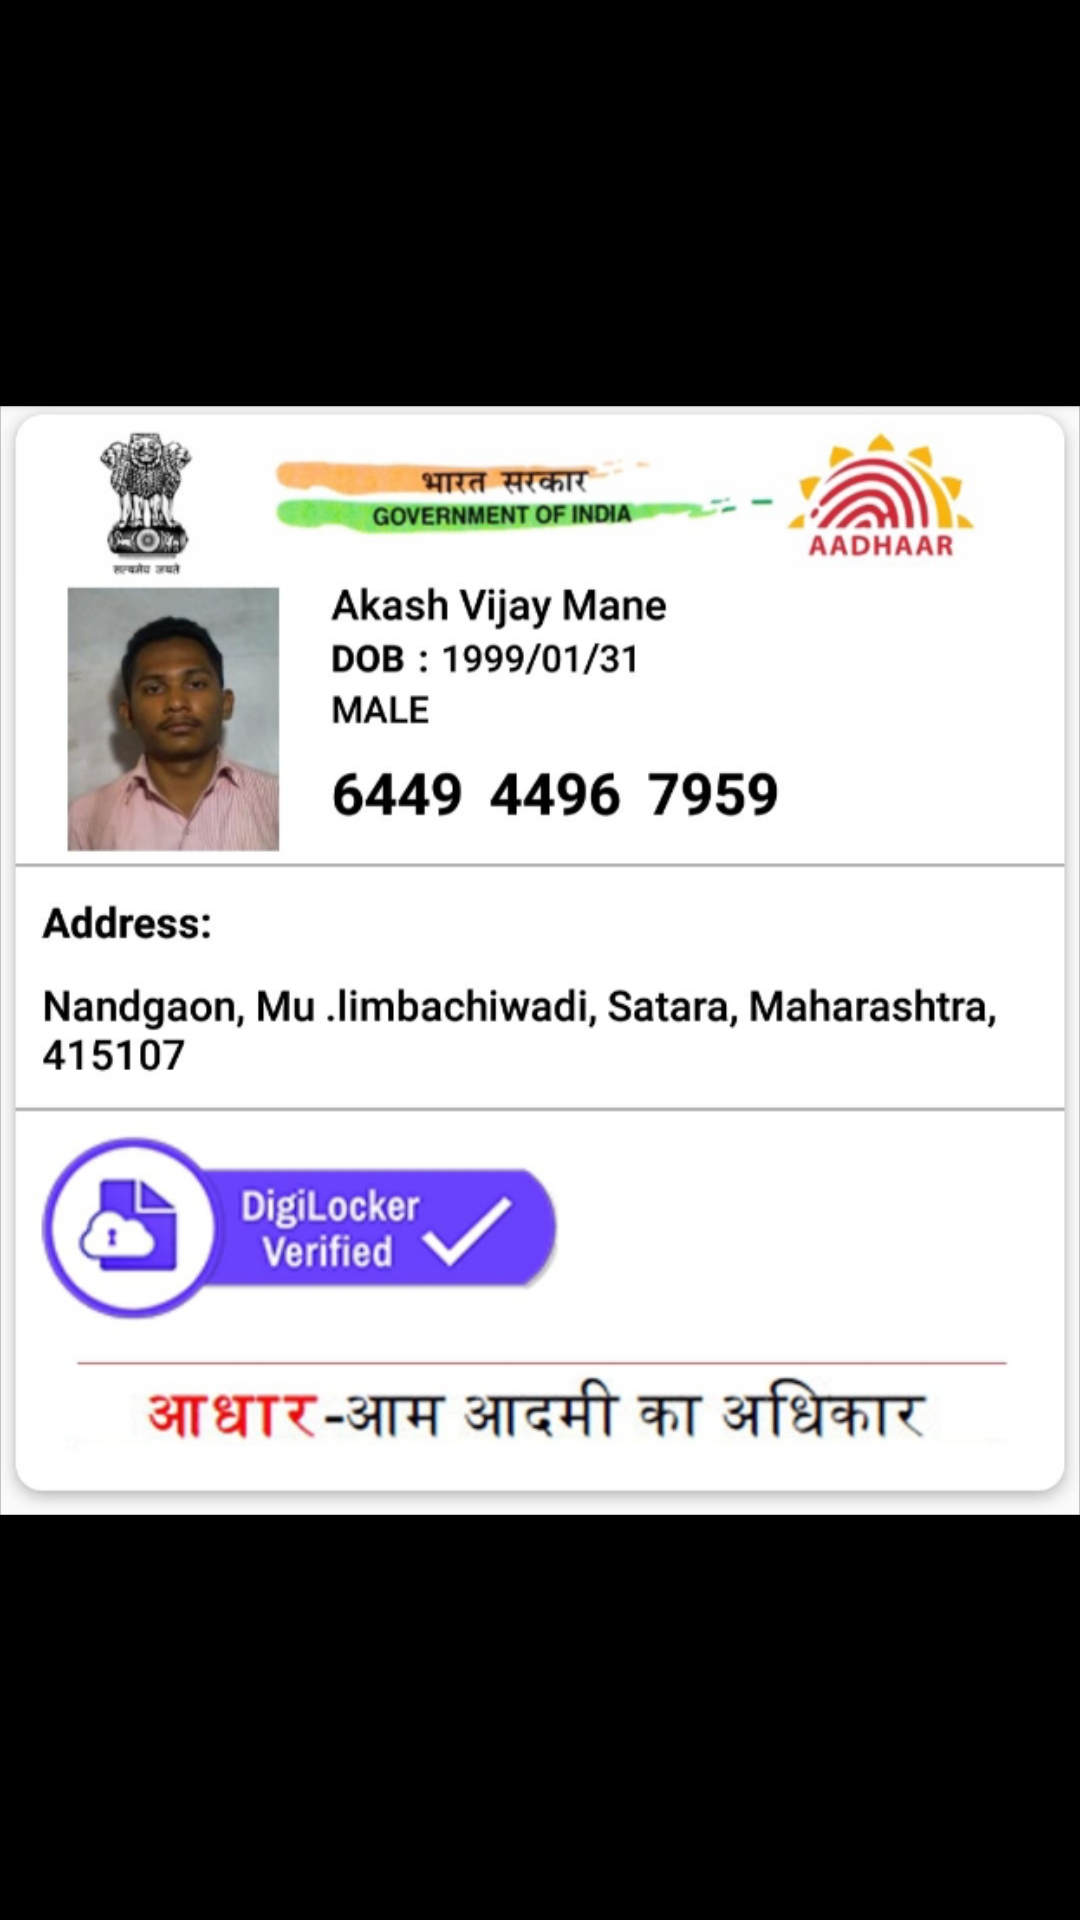 सत्यमेव जयते
भारत सरकार
GOVERNMENT OF INDIA
AADHAAR
Akash Vijay Mane
DOB : 1999/01/31
MALE
6449 4496 7959
Address:
Nandgaon, Mu .limbachiwadi, Satara, Maharashtra,
415107
DigiLocker
Verified
आधार-आम आदमी का अधिकार